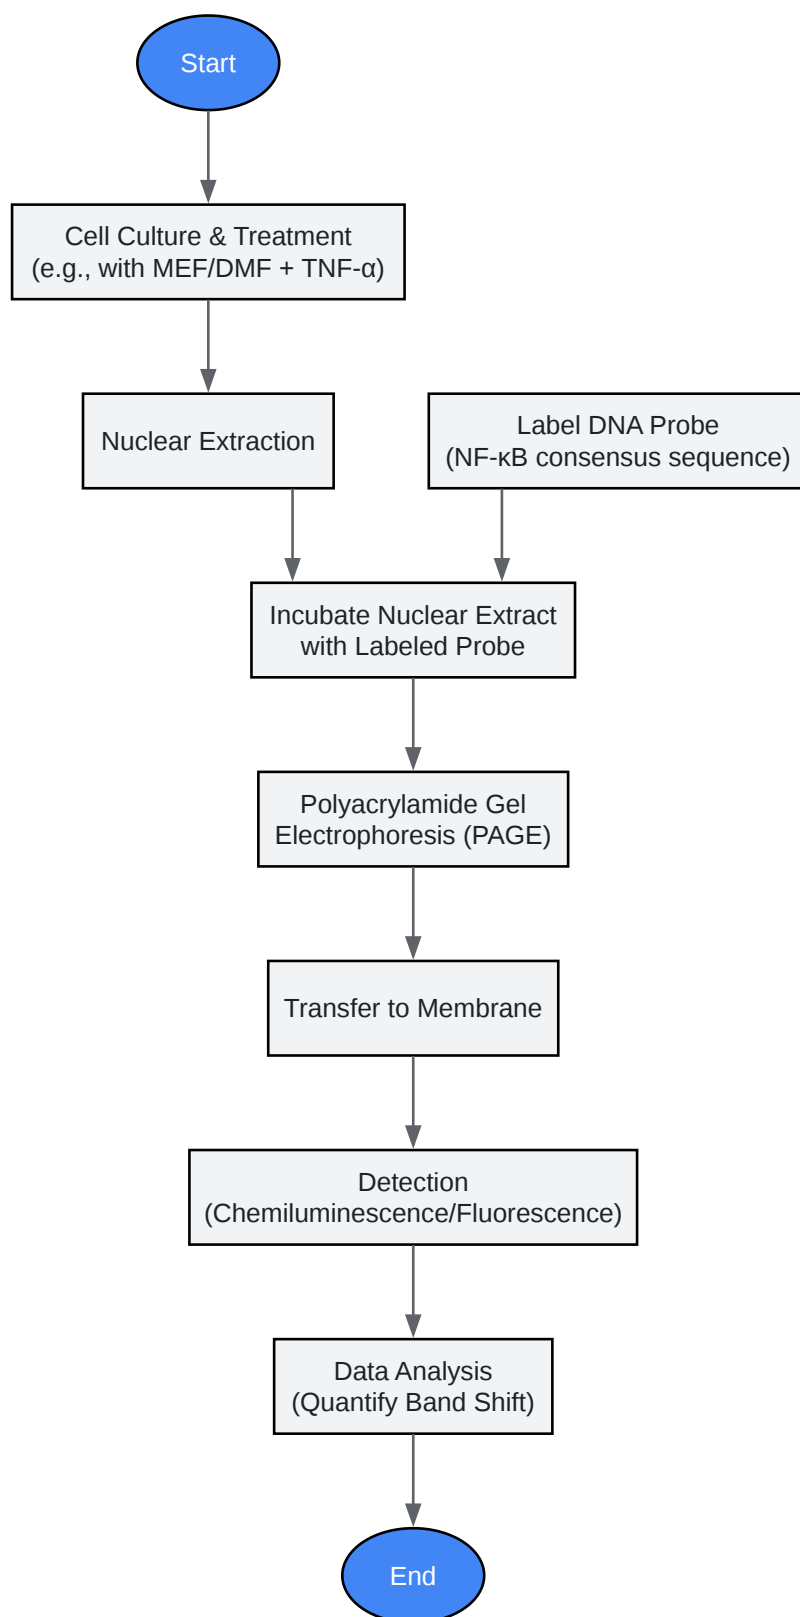 Start
Cell Culture & Treatment
(e.g., with MEF/DMF + TNF-α)
Nuclear Extraction
Label DNA Probe
(NF-κB consensus sequence)
Incubate Nuclear Extract
with Labeled Probe
Polyacrylamide Gel
Electrophoresis (PAGE)
Transfer to Membrane
Detection
(Chemiluminescence/Fluorescence)
Data Analysis
(Quantify Band Shift)
End